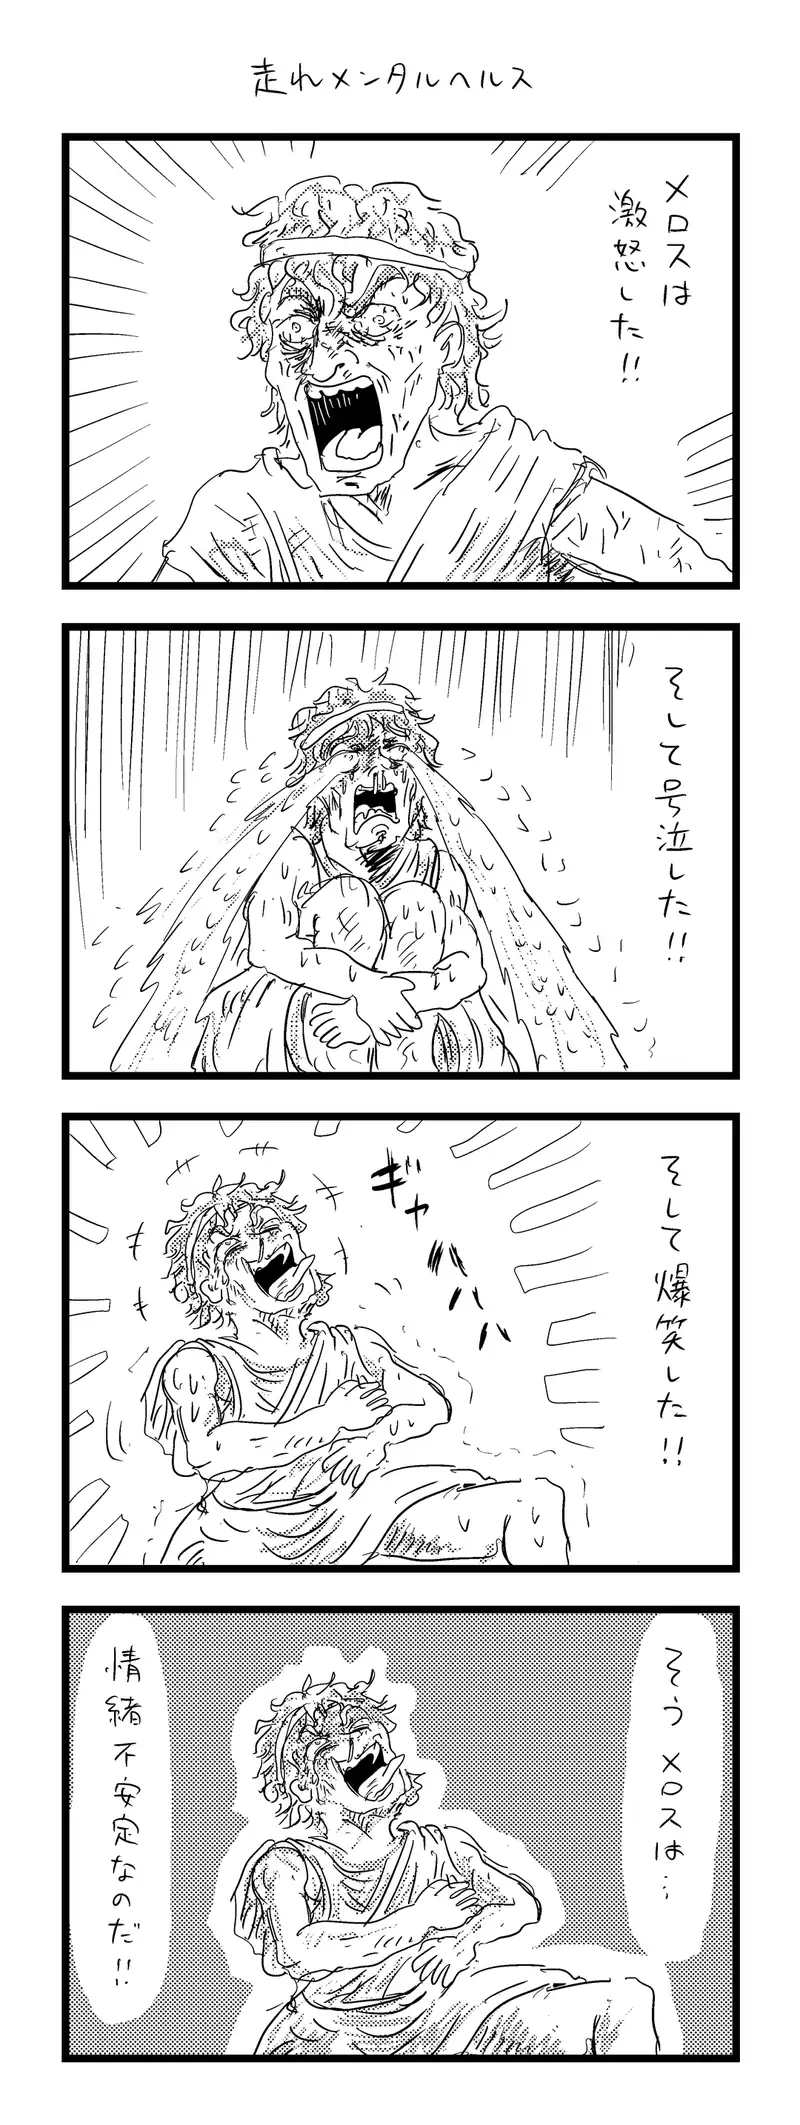 走れメンタルヘルス
メロスは
激怒した!!
そして号泣した!!
そして爆笑した!!
ギャハハハ
そうメロスは…
情緒不安定なのだ!!